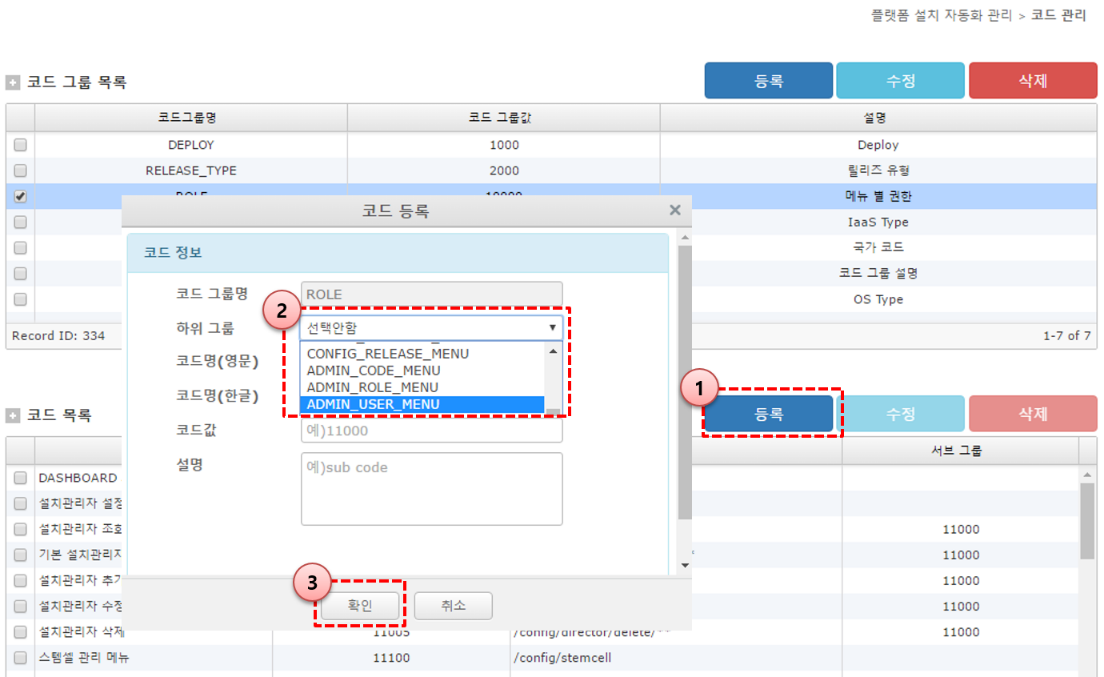 플랫폼 설치 자동화 관리 > 코드 관리
코드 그룹 목록
등록 수정 삭제
코드그룹명 코드 그룹값 설명
DEPLOY 1000 Deploy
RELEASE_TYPE 2000 릴리즈 유형
메뉴 별 권한
코드 등록
IaaS Type
코드 정보
국가 코드
코드 그룹 설명
코드 그룹명 ROLE
OS Type
2
하위 그룹 선택안함
Record ID: 334 1-7 of 7
CONFIG_RELEASE_MENU
코드명(영문)
ADMIN_CODE_MENU
ADMIN_ROLE_MENU
코드명(한글)
ADMIN_USER_MENU
1
코드 목록
등록 수정 삭제
코드값 예)11000
서브 그룹
설명 예)sub code
DASHBOARD
설치관리자 설정
설치관리자 조회 11000
기본 설치관리자 11000
설치관리자 추가 11000
3
확인 취소
설치관리자 수정 11000
설치관리자 삭제 11005 /config/director/delete/** 11000
스템셀 관리 메뉴 11100 /config/stemcell